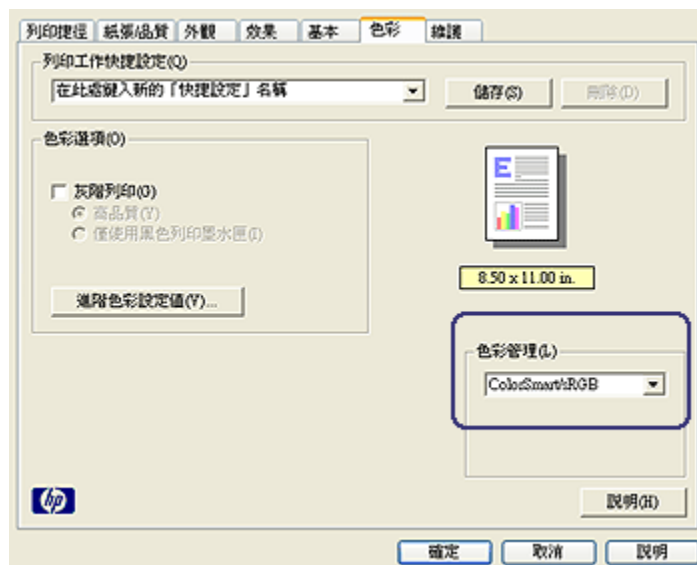 列印捷徑 紙張/品質 外觀 效果 基本 色彩 維護
列印工作快捷設定(Q)
在此處鍵入新的「快捷設定」名稱 儲存(S) 刪除(D)
色彩選項(O)
灰階列印(G)
高品質(Y)
僅使用黑色列印墨水匣(I)
進階色彩設定值(V)...
E
8.50 x 11.00 in.
色彩管理(L)
ColorSmart/sRGB
hp
說明(H)
確定 取消 說明